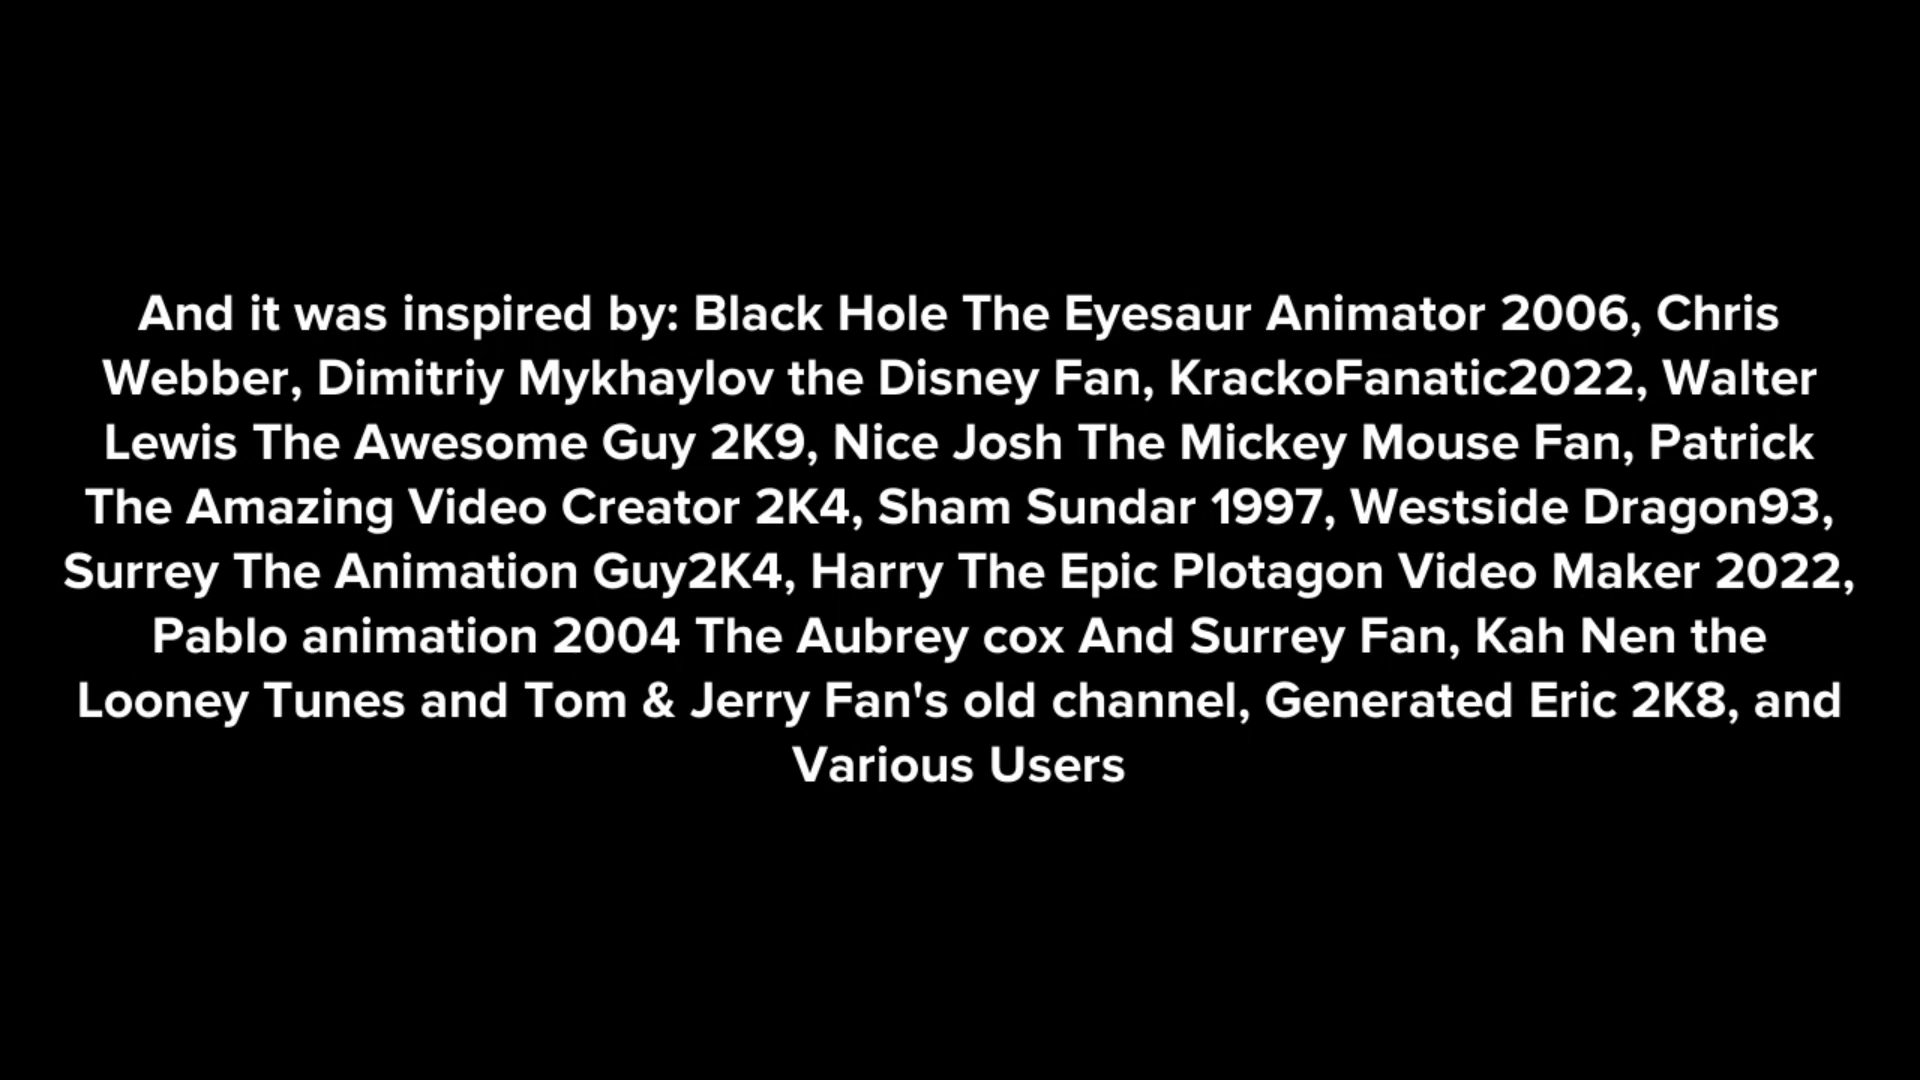 And it was inspired by: Black Hole The Eyesaur Animator 2006, Chris
Webber, Dimitriy Mykhaylov the Disney Fan, KrackoFanatic2022, Walter
Lewis The Awesome Guy 2K9, Nice Josh The Mickey Mouse Fan, Patrick
The Amazing Video Creator 2K4, Sham Sundar 1997, Westside Dragon93,
Surrey The Animation Guy2K4, Harry The Epic Plotagon Video Maker 2022,
Pablo animation 2004 The Aubrey cox And Surrey Fan, Kah Nen the
Looney Tunes and Tom & Jerry Fan's old channel, Generated Eric 2K8, and
Various Users